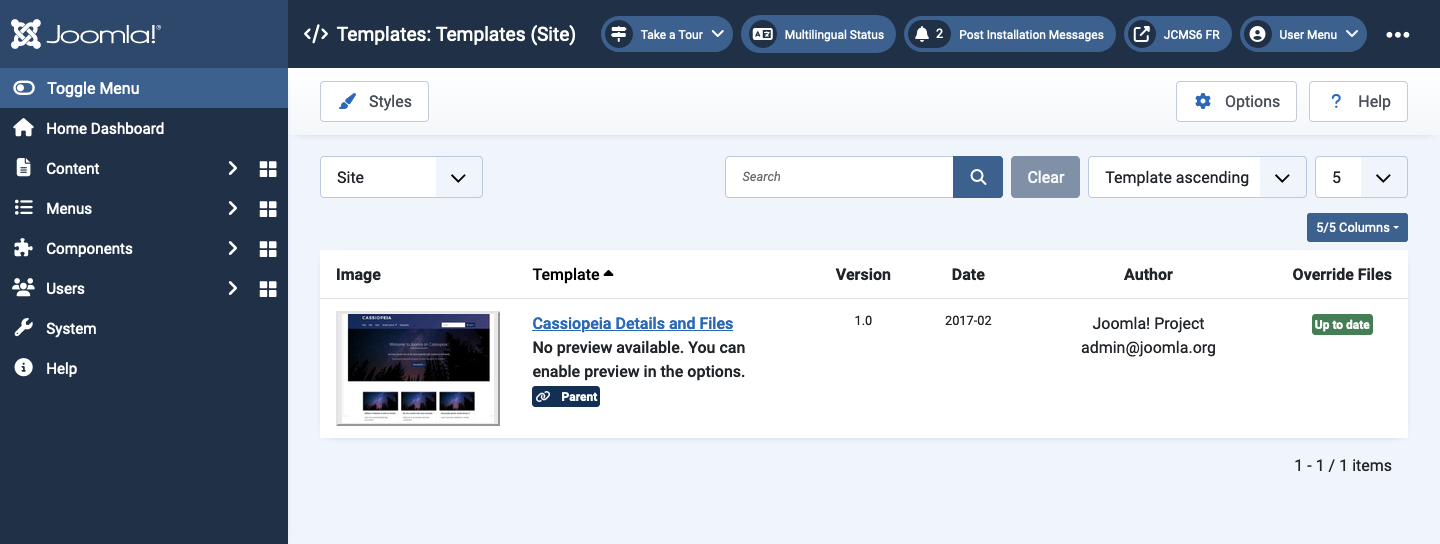 Joomla!®
Templates: Templates (Site)
Take a Tour
Multilingual Status
2 Post Installation Messages
JCMS6 FR
User Menu
Toggle Menu
Home Dashboard
Content
Menus
Components
Users
System
Help
Styles
Options
? Help
Site
Search
Clear
Template ascending
5
5/5 Columns
Image Template Version Date Author Override Files
CASSIOPEIA
Cassiopeia Details and Files
No preview available. You can
enable preview in the options.
Parent
1.0
2017-02
Joomla! Project
admin@joomla.org
Up to date
1 - 1 / 1 items